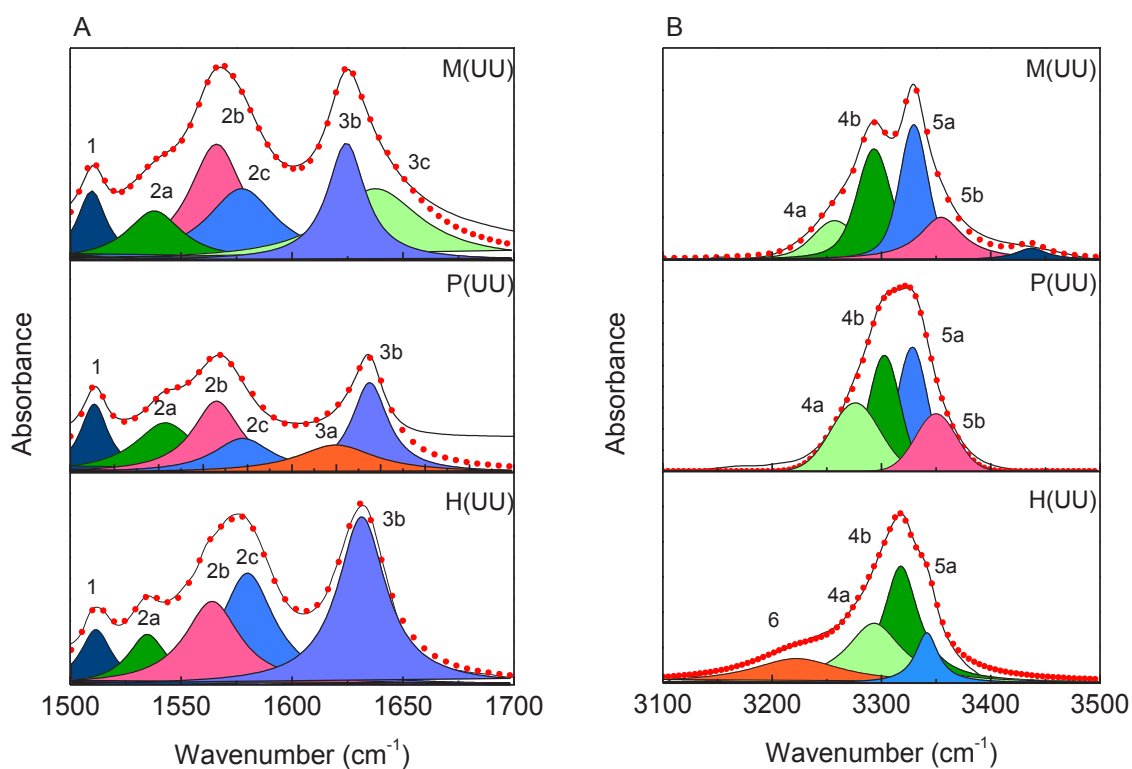 A
M(UU)
1
2a
2b
2c
3b
3c
P(UU)
1
2a
2b
2c
3a
3b
H(UU)
1
2a
2b
2c
3b
1500 1550 1600 1650 1700
Wavenumber (cm-1)
Absorbance
B
M(UU)
4a
4b
5a
5b
P(UU)
4a
4b
5a
5b
H(UU)
6
4a
4b
5a
3100 3200 3300 3400 3500
Wavenumber (cm-1)
Absorbance